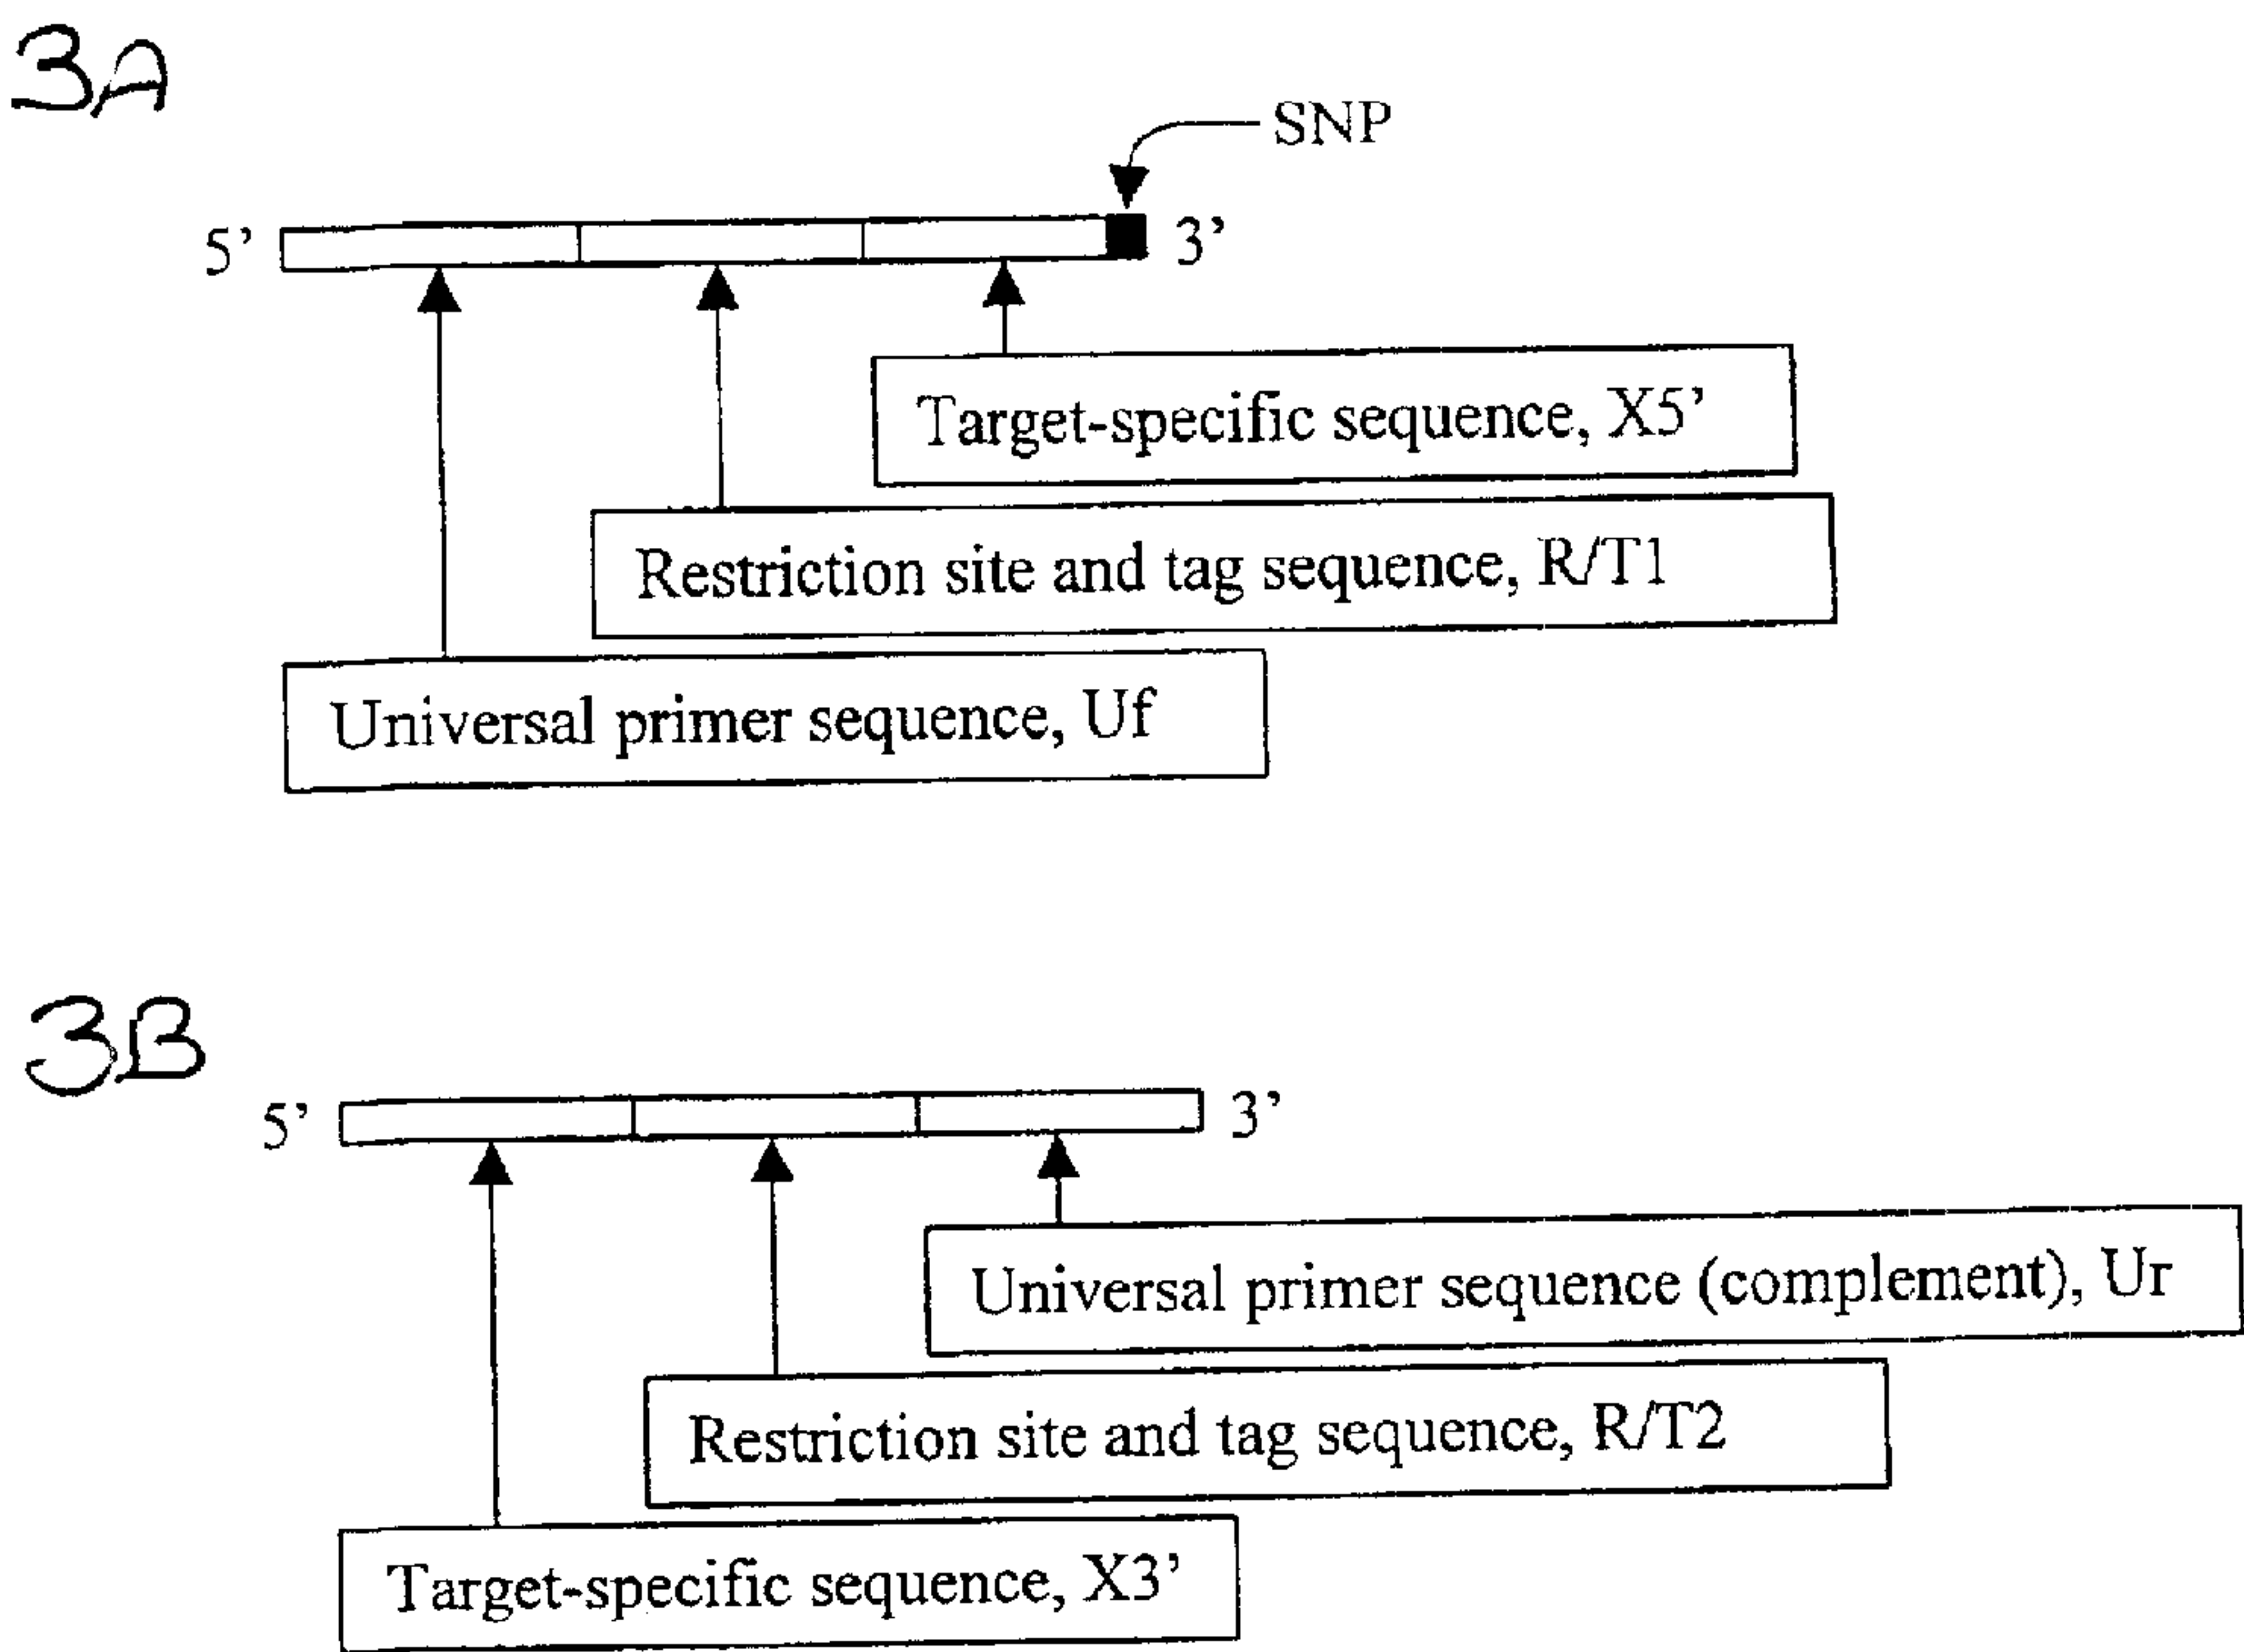 3A
SNP
5’ 3’
Target-specific sequence, X5’
Restriction site and tag sequence, R/T1
Universal primer sequence, Uf
3B
5’ 3’
Universal primer sequence (complement), Ur
Restriction site and tag sequence, R/T2
Target-specific sequence, X3’